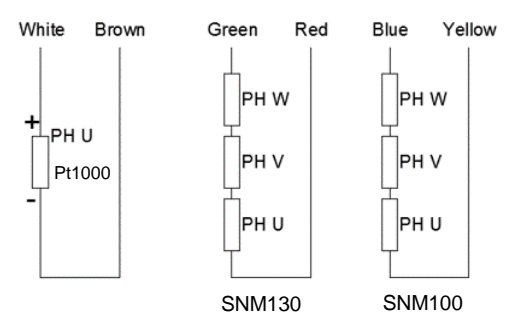 White Brown Green Red Blue Yellow
+
PH U
Pt1000
-
PH W
PH V
PH U
PH W
PH V
PH U
SNM130 SNM100